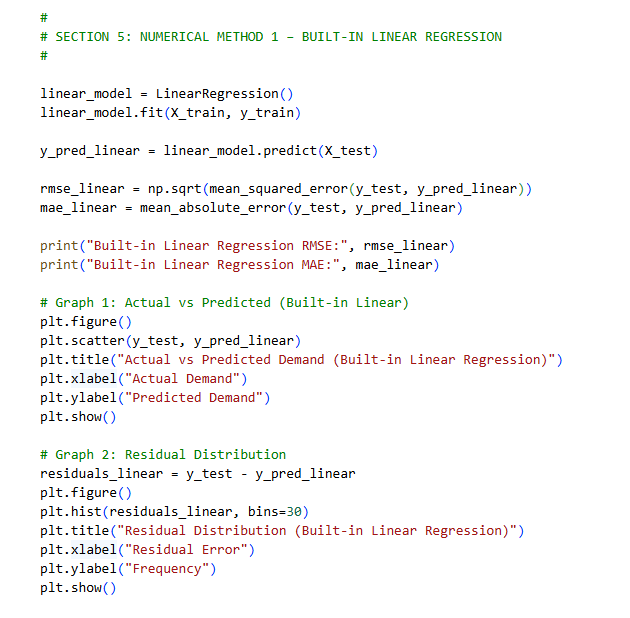 #
# SECTION 5: NUMERICAL METHOD 1 – BUILT-IN LINEAR REGRESSION
#
linear_model = LinearRegression()
linear_model.fit(X_train, y_train)
y_pred_linear = linear_model.predict(X_test)
rmse_linear = np.sqrt(mean_squared_error(y_test, y_pred_linear))
mae_linear = mean_absolute_error(y_test, y_pred_linear)
print("Built-in Linear Regression RMSE:", rmse_linear)
print("Built-in Linear Regression MAE:", mae_linear)
# Graph 1: Actual vs Predicted (Built-in Linear)
plt.figure()
plt.scatter(y_test, y_pred_linear)
plt.title("Actual vs Predicted Demand (Built-in Linear Regression)")
plt.xlabel("Actual Demand")
plt.ylabel("Predicted Demand")
plt.show()
# Graph 2: Residual Distribution
residuals_linear = y_test - y_pred_linear
plt.figure()
plt.hist(residuals_linear, bins=30)
plt.title("Residual Distribution (Built-in Linear Regression)")
plt.xlabel("Residual Error")
plt.ylabel("Frequency")
plt.show()